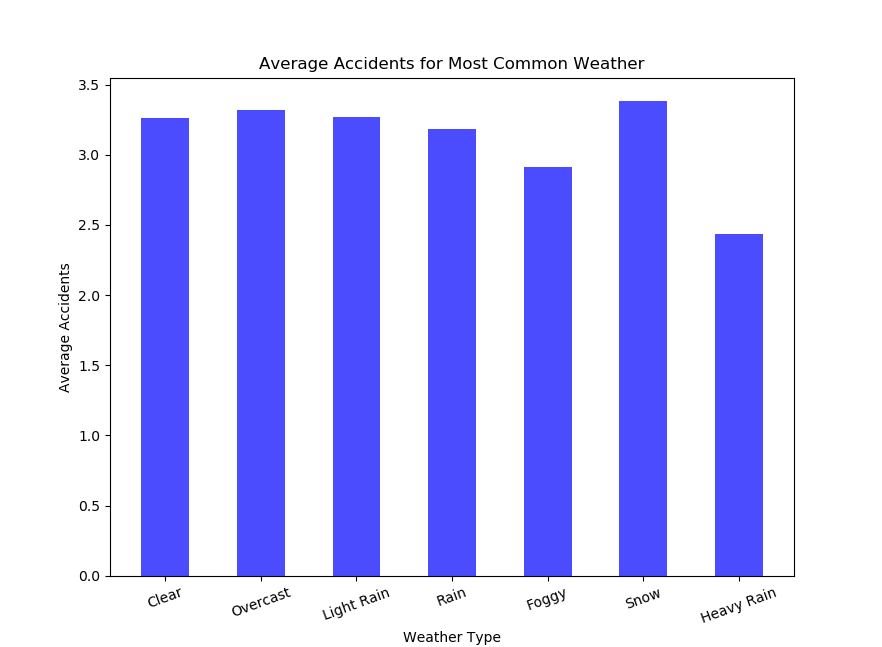 Average Accidents for Most Common Weather
3.5
3.0
2.5
2.0
1.5
1.0
0.5
0.0
Average Accidents
Clear
Overcast
Light Rain
Rain
Foggy
Snow
Heavy Rain
Weather Type